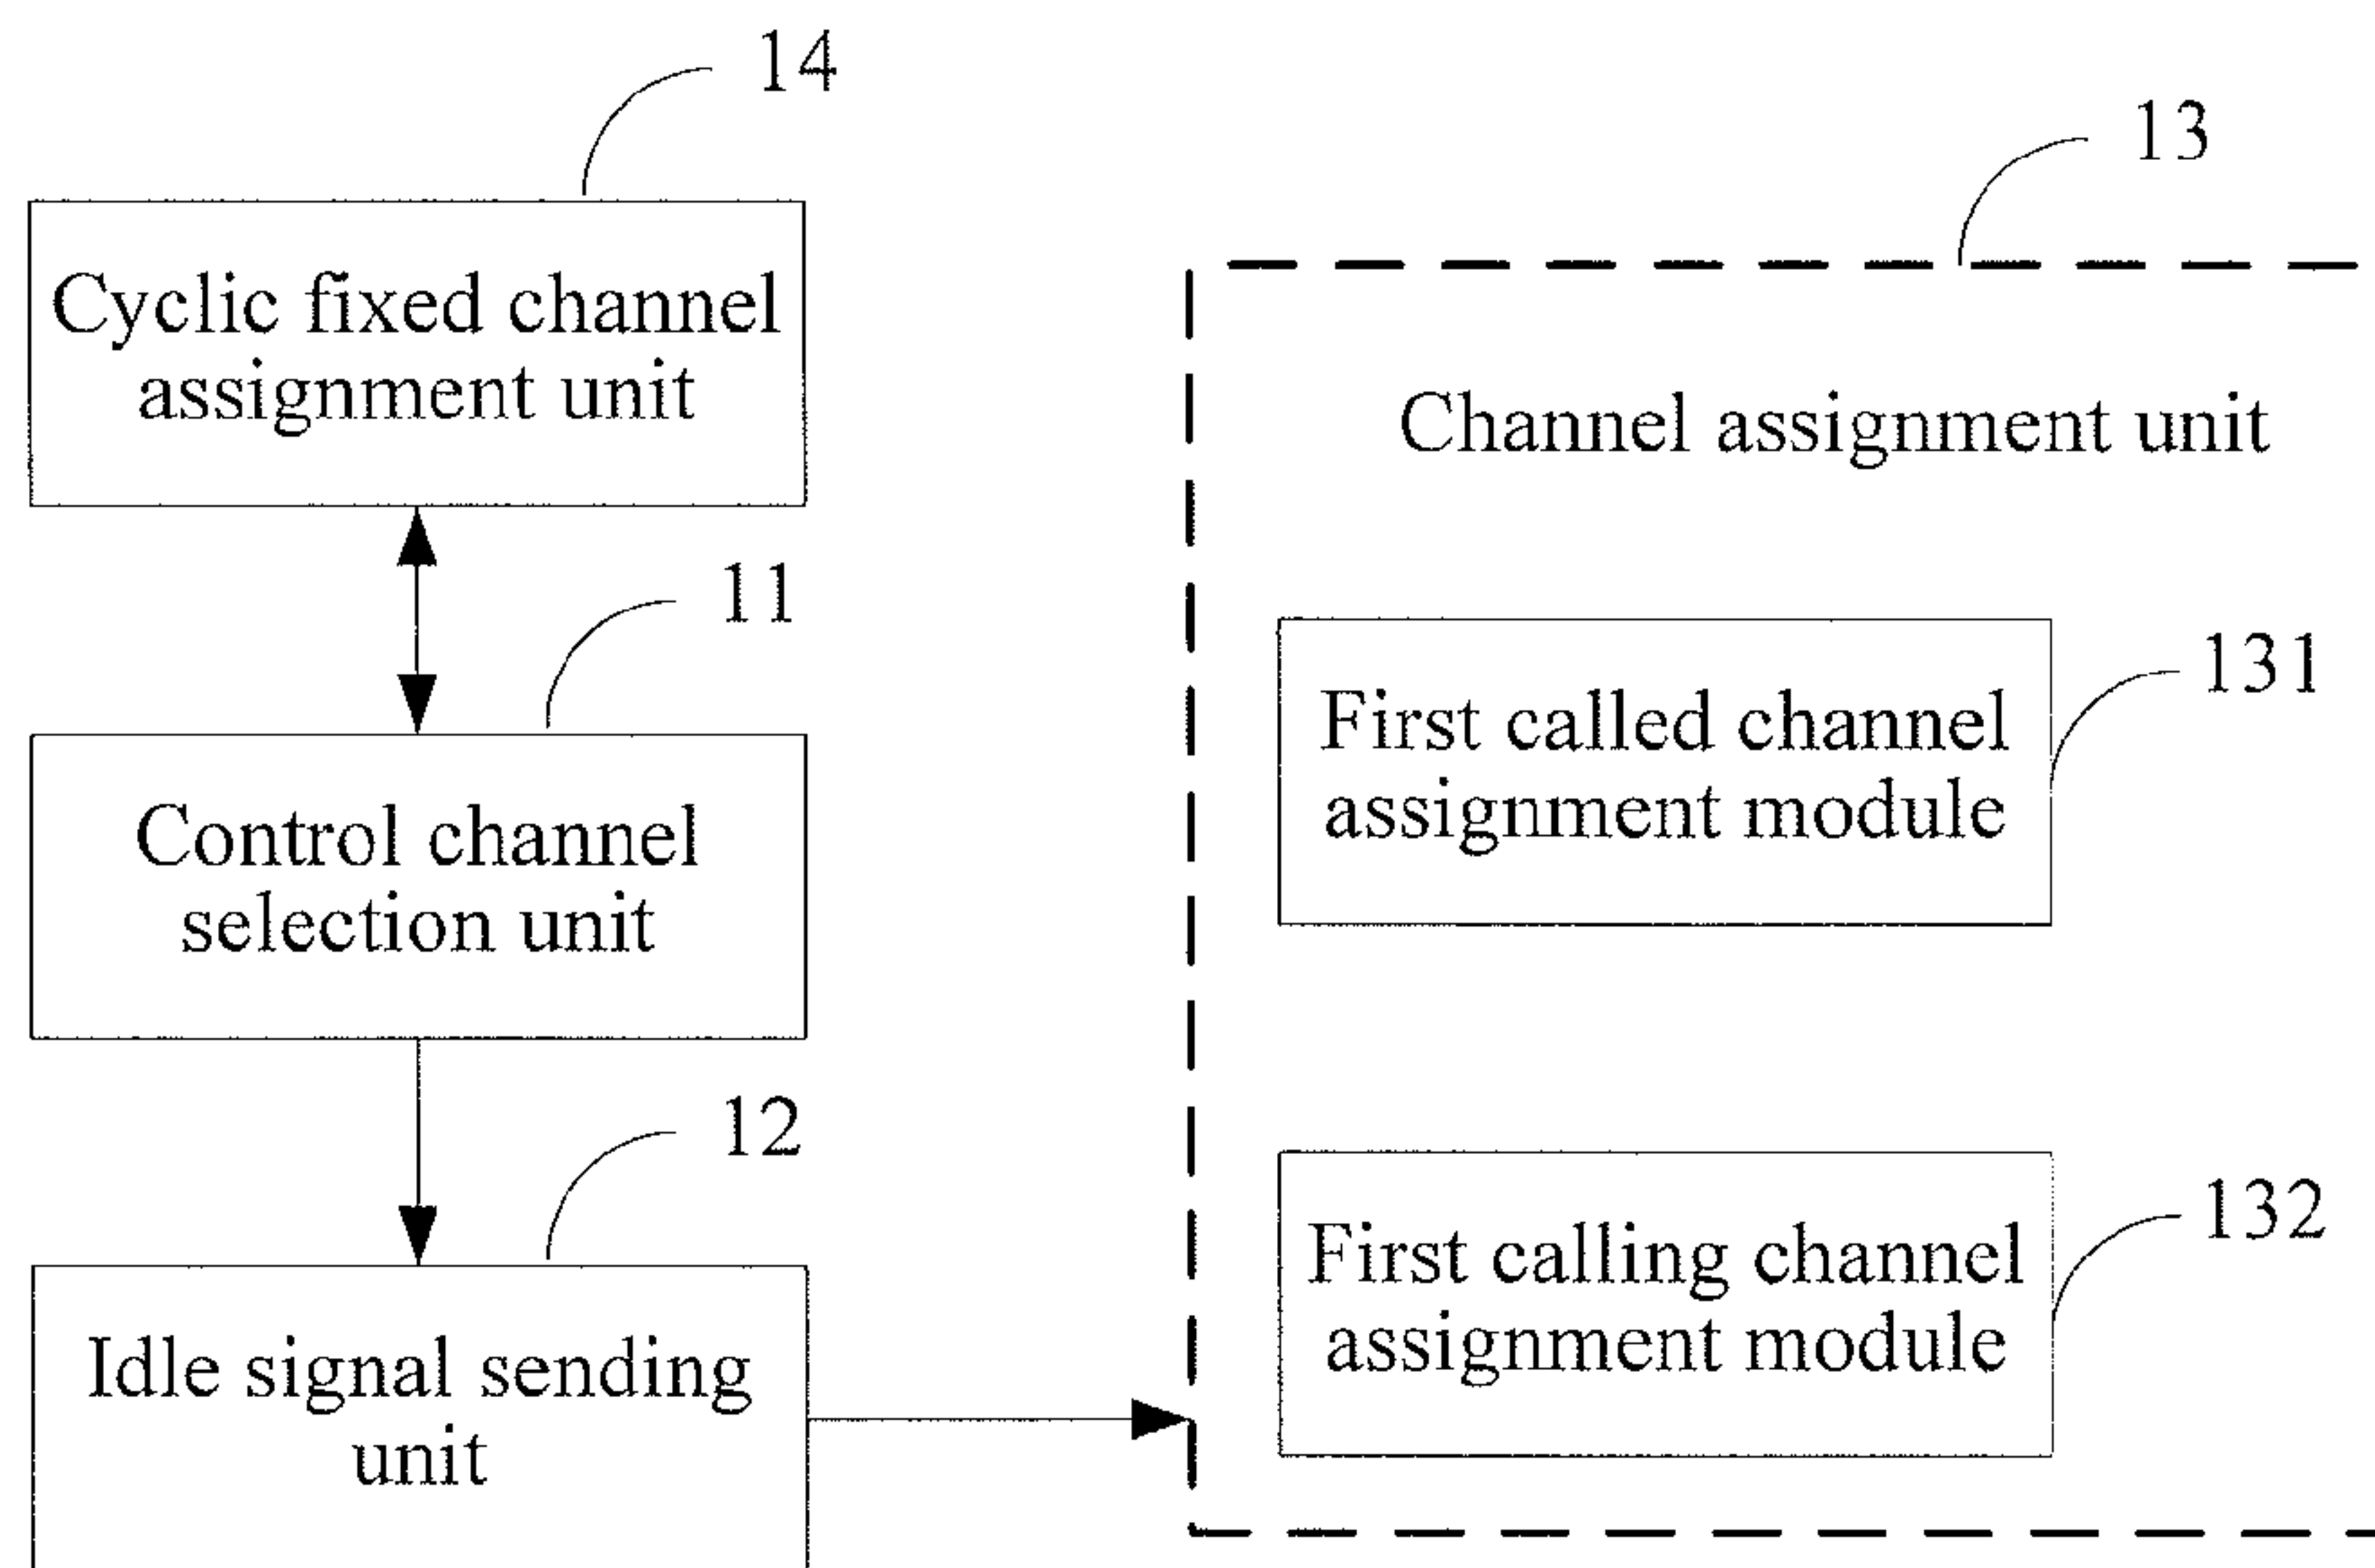 14
Cyclic fixed channel
assignment unit
11
Control channel
selection unit
12
Idle signal sending
unit
13
Channel assignment unit
131
First called channel
assignment module
132
First calling channel
assignment module